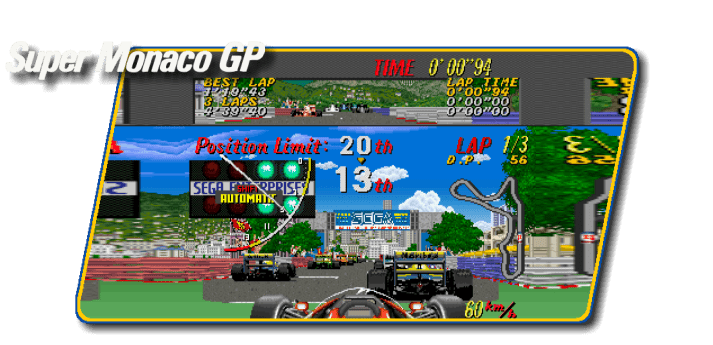 Super Monaco GP
TIME 0'00"94
BEST LAP
1'19"43
3 LAPS
4'39"40
LAP TIME
0'00"94
0'00"00
0'00"00
Position Limit: 20th
13th
LAP 1/3
D.P. 56
SEGA ENTERPRISES
SHIFT
AUTOMATIC
SEGA
60 km/h